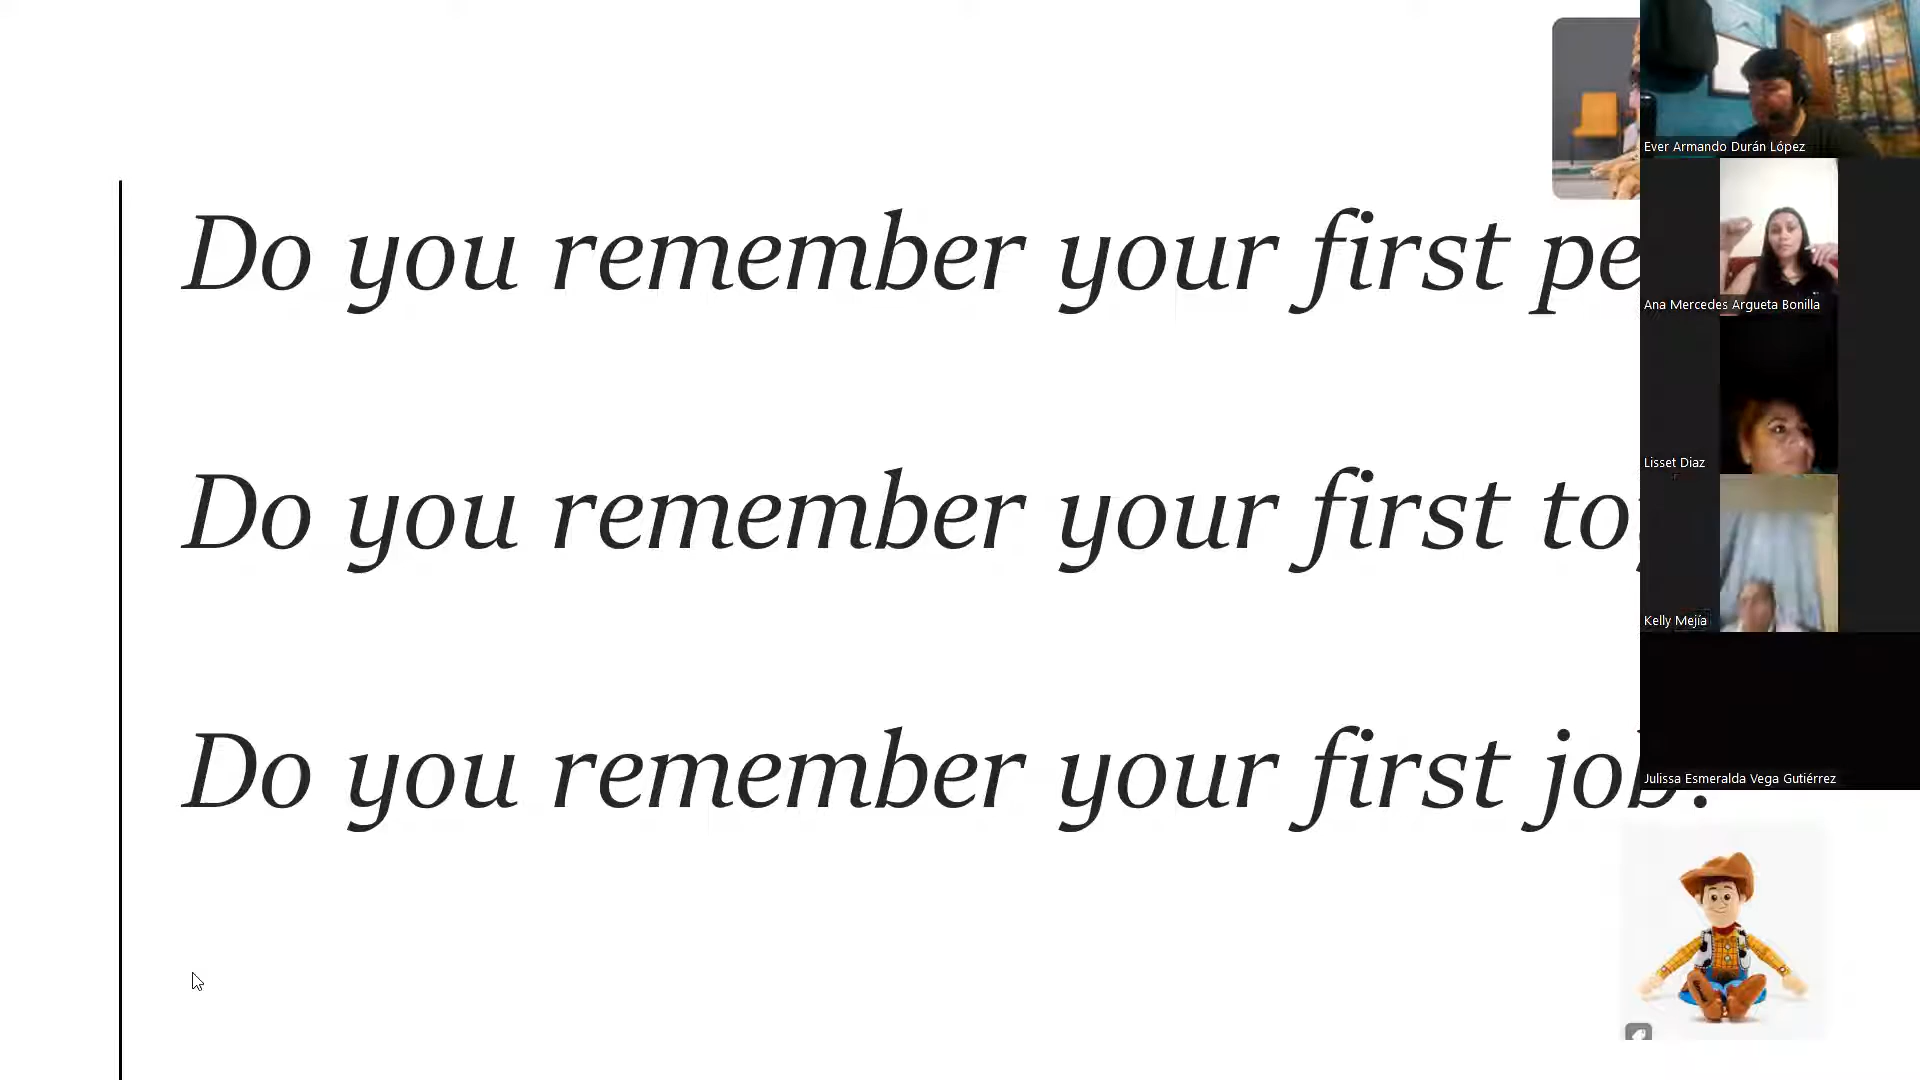 Do you remember your first pe
Do you remember your first to
Do you remember your first job?
Ever Armando Durán López
Ana Mercedes Argueta Bonilla
Lisset Diaz
Kelly Mejía
Julissa Esmeralda Vega Gutiérrez